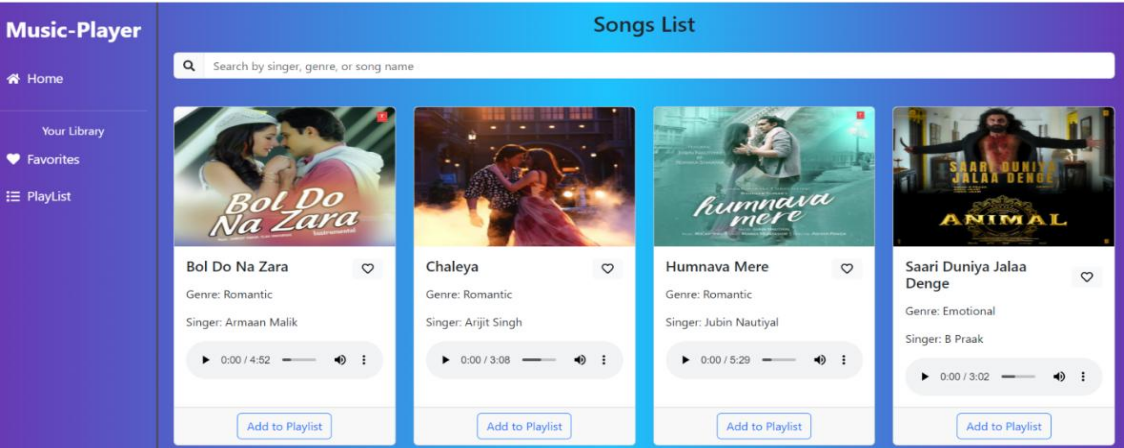 Music-Player
Home
Your Library
Favorites
PlayList
Songs List
Search by singer, genre, or song name
Bol Do
Na Zara
Instrumental
Bol Do Na Zara
Genre: Romantic
Singer: Armaan Malik
0:00 / 4:52
Add to Playlist
Chaleya
Genre: Romantic
Singer: Arijit Singh
0:00 / 3:08
Add to Playlist
humnava
mere
Humnava Mere
Genre: Romantic
Singer: Jubin Nautiyal
0:00 / 5:29
Add to Playlist
SAARI DUNIYA
JALAA DENGE
ANIMAL
Saari Duniya Jalaa
Denge
Genre: Emotional
Singer: B Praak
0:00 / 3:02
Add to Playlist